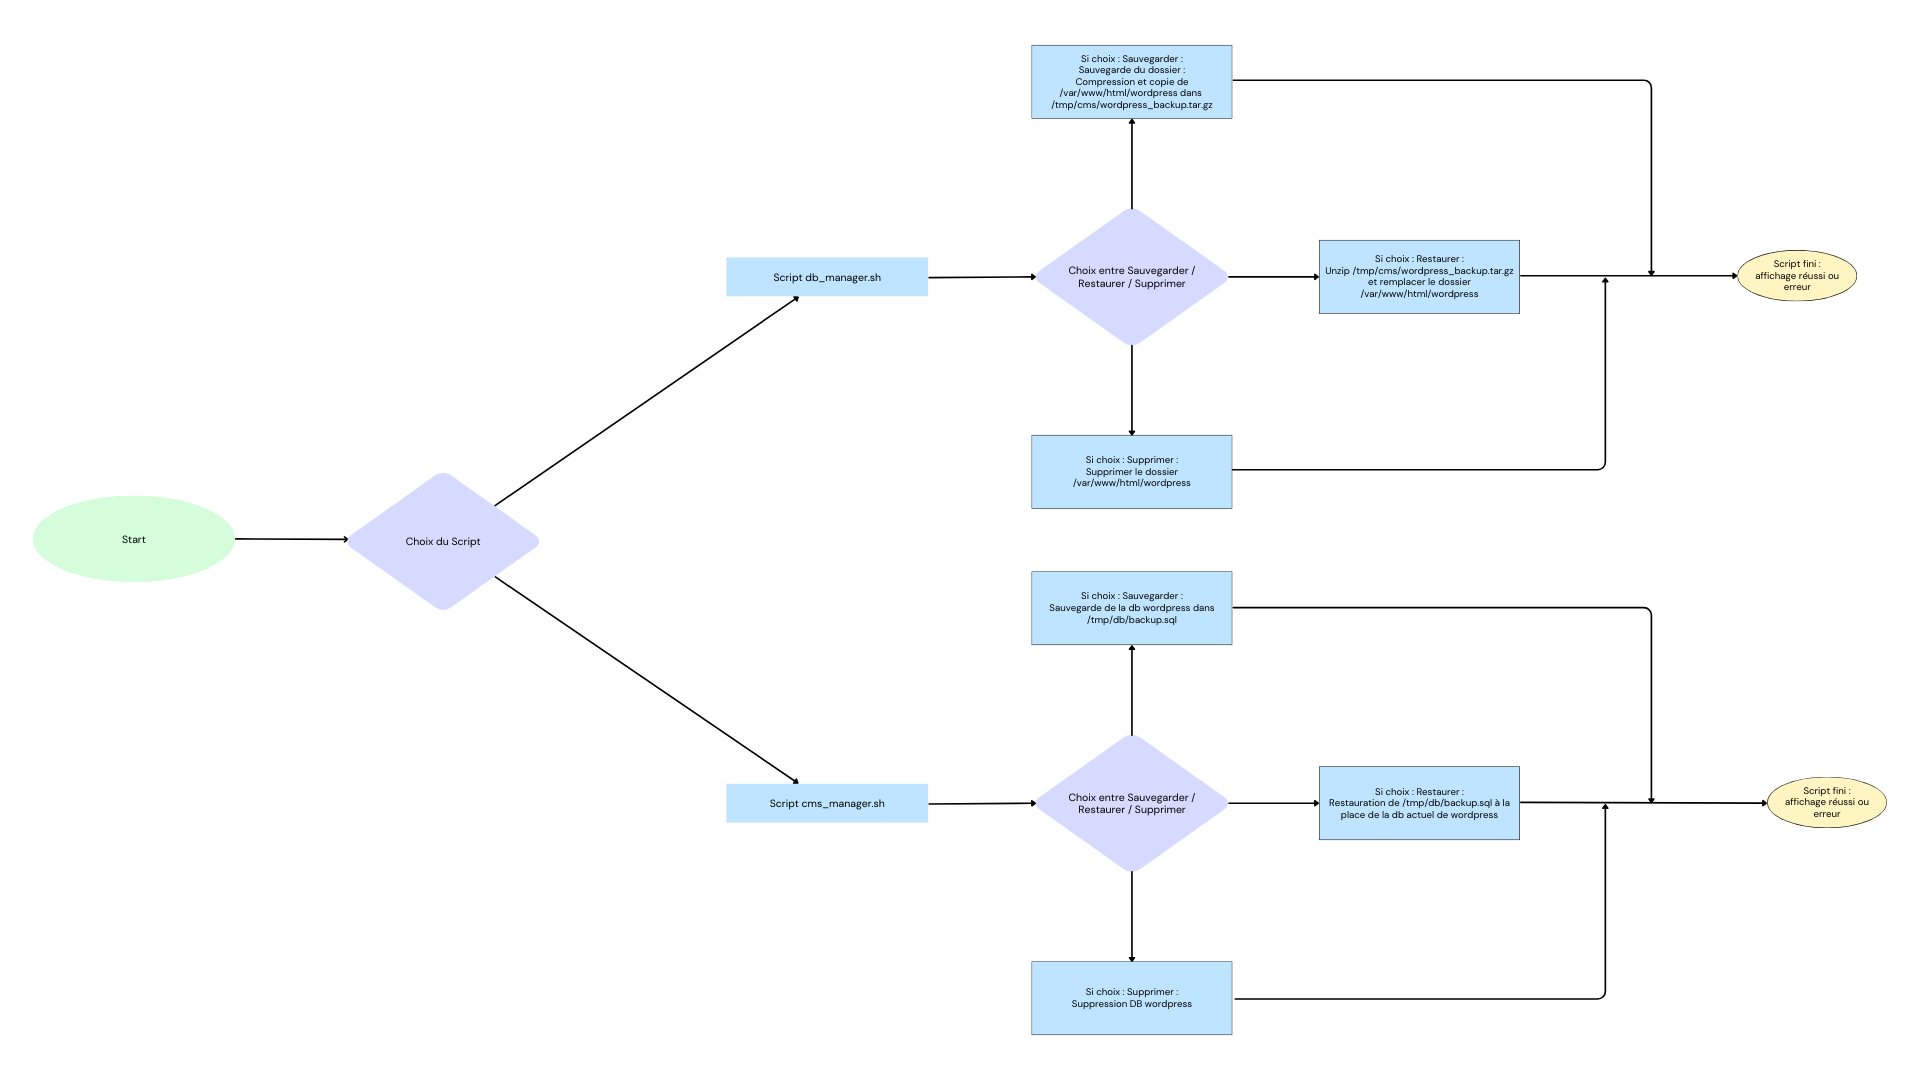 Start
Choix du Script
Script db_manager.sh
Choix entre Sauvegarder /
Restaurer / Supprimer
Si choix : Sauvegarder :
Sauvegarde du dossier :
Compression et copie de
/var/www/html/wordpress dans
/tmp/cms/wordpress_backup.tar.gz
Si choix : Restaurer :
Unzip /tmp/cms/wordpress_backup.tar.gz
et remplacer le dossier
/var/www/html/wordpress
Si choix : Supprimer :
Supprimer le dossier
/var/www/html/wordpress
Script fini :
affichage réussi ou
erreur
Script cms_manager.sh
Choix entre Sauvegarder /
Restaurer / Supprimer
Si choix : Sauvegarder :
Sauvegarde de la db wordpress dans
/tmp/db/backup.sql
Si choix : Restaurer :
Restauration de /tmp/db/backup.sql à la
place de la db actuel de wordpress
Si choix : Supprimer :
Suppression DB wordpress
Script fini :
affichage réussi ou
erreur